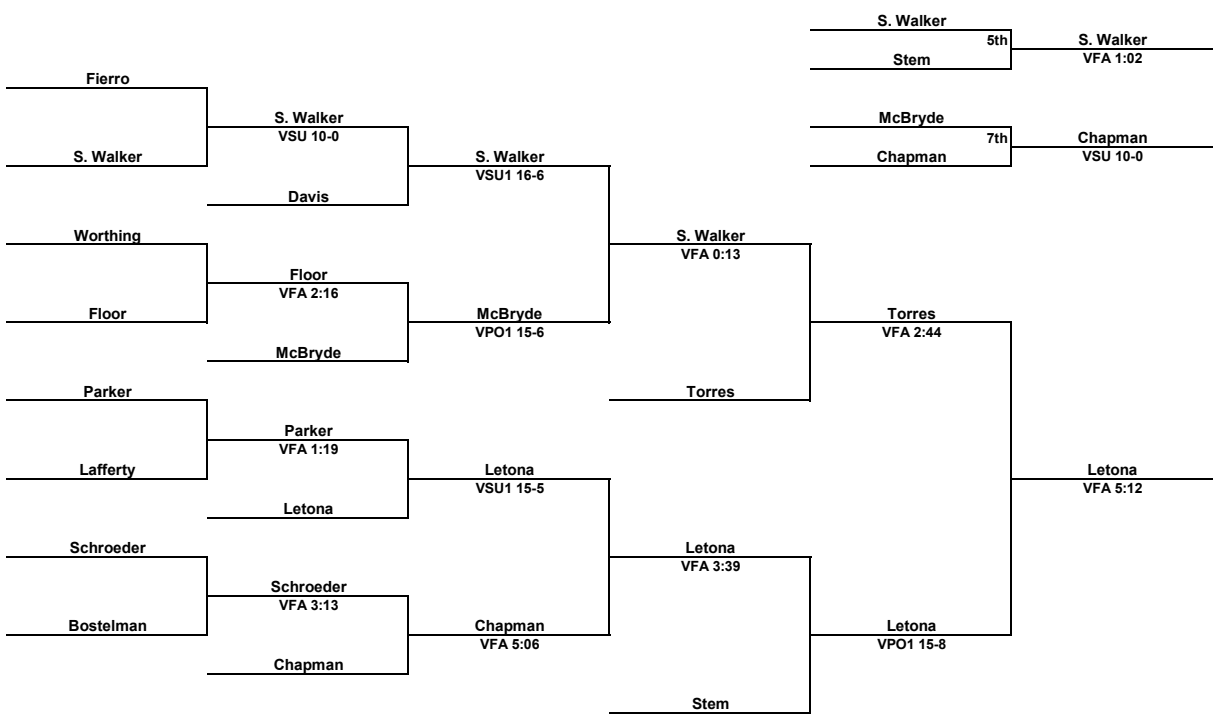 S. Walker
5th
S. Walker
Stem
VFA 1:02
Fierro
S. Walker
VSU 10-0
McBryde
7th
Chapman
S. Walker
S. Walker
VSU1 16-6
Chapman
VSU 10-0
Davis
Worthing
S. Walker
VFA 0:13
Floor
VFA 2:16
Floor
McBryde
VPO1 15-6
Torres
VFA 2:44
McBryde
Parker
Torres
Parker
VFA 1:19
Lafferty
Letona
VSU1 15-5
Letona
VFA 5:12
Letona
Schroeder
Letona
VFA 3:39
Schroeder
VFA 3:13
Bostelman
Chapman
VFA 5:06
Letona
VPO1 15-8
Chapman
Stem